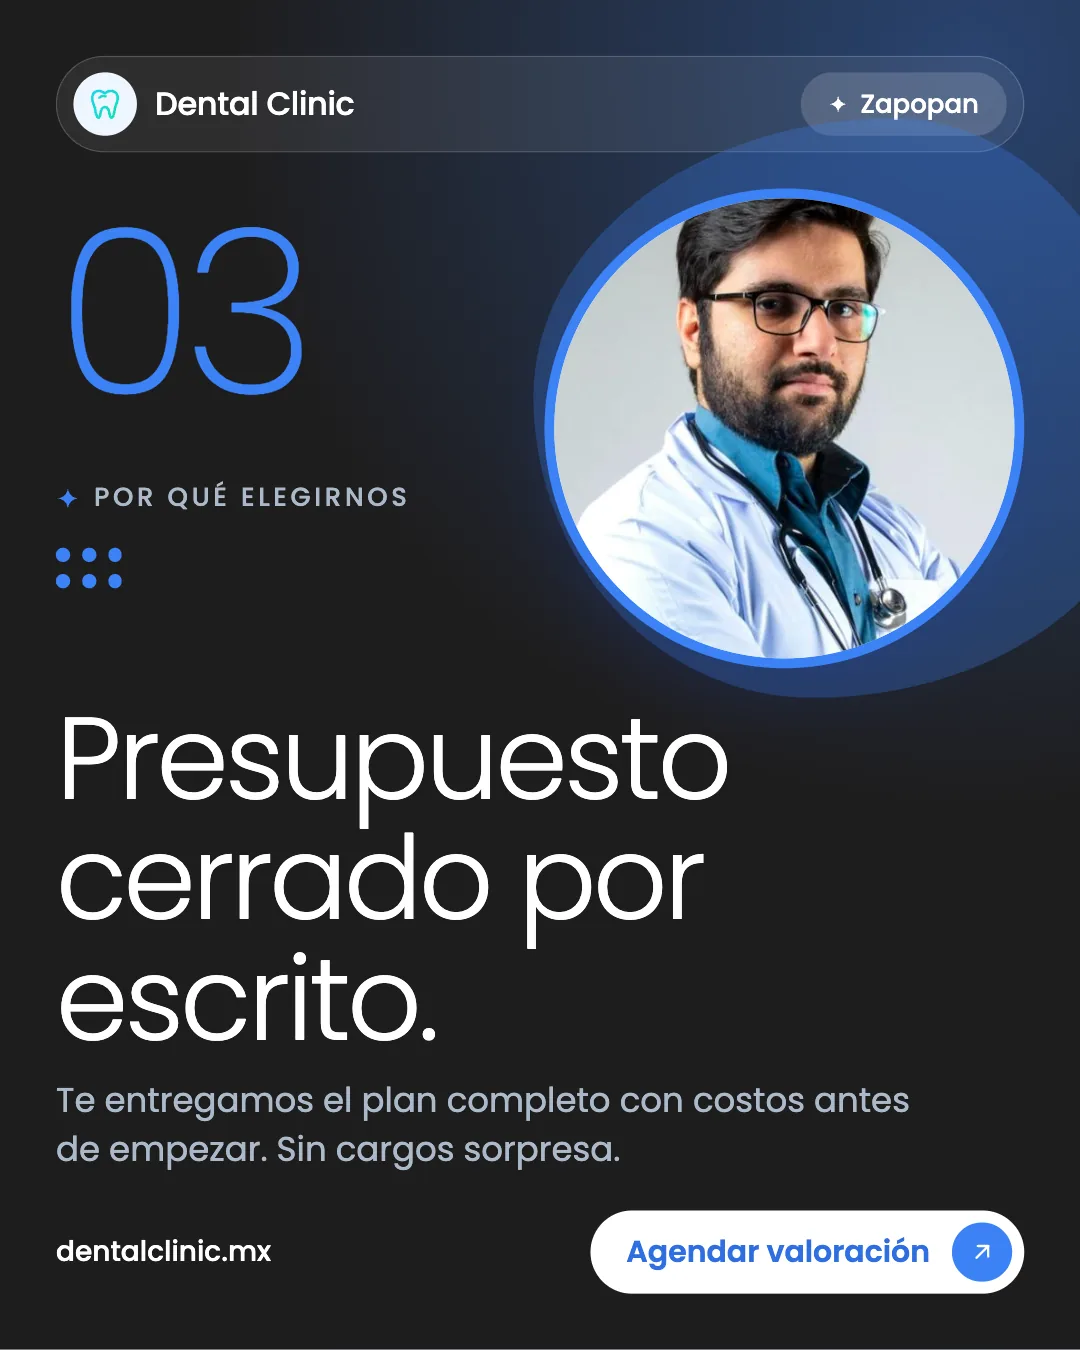 Dental Clinic
Zapopan
03
POR QUÉ ELEGIRNOS
Presupuesto
cerrado por
escrito.
Te entregamos el plan completo con costos antes
de empezar. Sin cargos sorpresa.
dentalclinic.mx
Agendar valoración